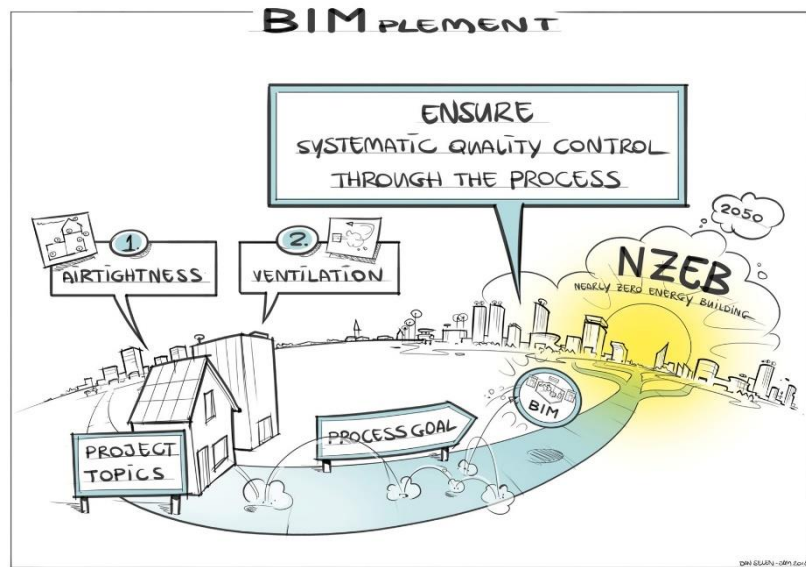 BIMPLEMENT
ENSURE
SYSTEMATIC QUALITY CONTROL
THROUGH THE PROCESS
2050
NZEB
NEARLY ZERO ENERGY BUILDING
1.
AIRTIGHTNESS
2.
VENTILATION
PROJECT
TOPICS
PROCESS GOAL
BIM